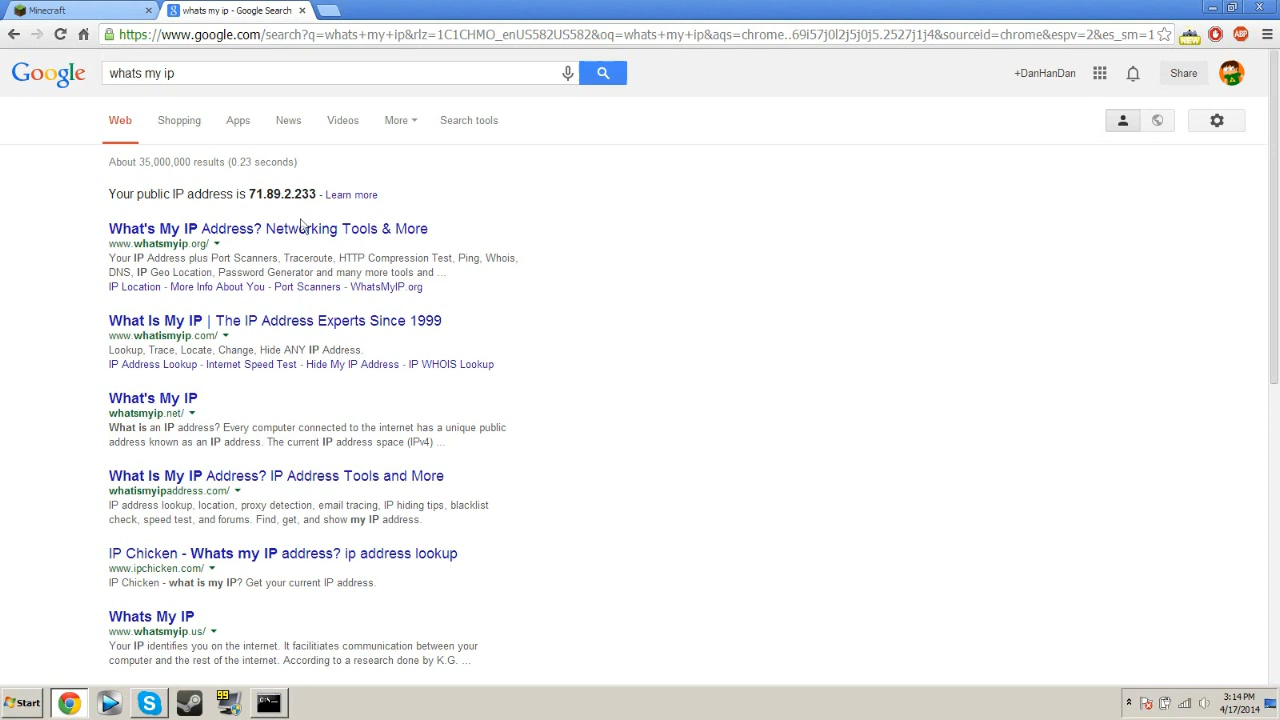 Minecraft
whats my ip - Google Search
https://www.google.com/search?q=whats+my+ip&rlz=1C1CHMO_enUS582US582&oq=whats+my+ip&aqs=chrome..69i57j0l2j5j0j5.2527j1j4&sourceid=chrome&espv=2&es_sm=1
NEW
ABP
Google
whats my ip
+DanHanDan
Share
Web Shopping Apps News Videos More Search tools
About 35,000,000 results (0.23 seconds)
Your public IP address is 71.89.2.233 - Learn more
What's My IP Address? Networking Tools & More
www.whatsmyip.org/
Your IP Address plus Port Scanners, Traceroute, HTTP Compression Test, Ping, Whois,
DNS, IP Geo Location, Password Generator and many more tools and ...
IP Location - More Info About You - Port Scanners - WhatsMyIP.org
What Is My IP | The IP Address Experts Since 1999
www.whatismyip.com/
Lookup, Trace, Locate, Change, Hide ANY IP Address.
IP Address Lookup - Internet Speed Test - Hide My IP Address - IP WHOIS Lookup
What's My IP
whatsmyip.net/
What is an IP address? Every computer connected to the internet has a unique public
address known as an IP address. The current IP address space (IPv4) ...
What Is My IP Address? IP Address Tools and More
whatismyipaddress.com/
IP address lookup, location, proxy detection, email tracing, IP hiding tips, blacklist
check, speed test, and forums. Find, get, and show my IP address.
IP Chicken - Whats my IP address? ip address lookup
www.ipchicken.com/
IP Chicken - what is my IP? Get your current IP address.
Whats My IP
www.whatsmyip.us/
Your IP identifies you on the internet. It facilitiates communication between your
computer and the rest of the internet. According to a research done by K.G. ...
Start
99
C:\.
3:14 PM
4/17/2014